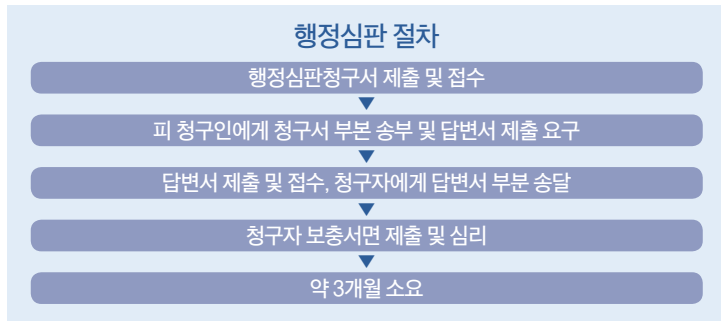 행정심판 절차
행정심판청구서 제출 및 접수
피 청구인에게 청구서 부본 송부 및 답변서 제출 요구
답변서 제출 및 접수, 청구자에게 답변서 부분 송달
청구자 보충서면 제출 및 심리
약 3개월 소요